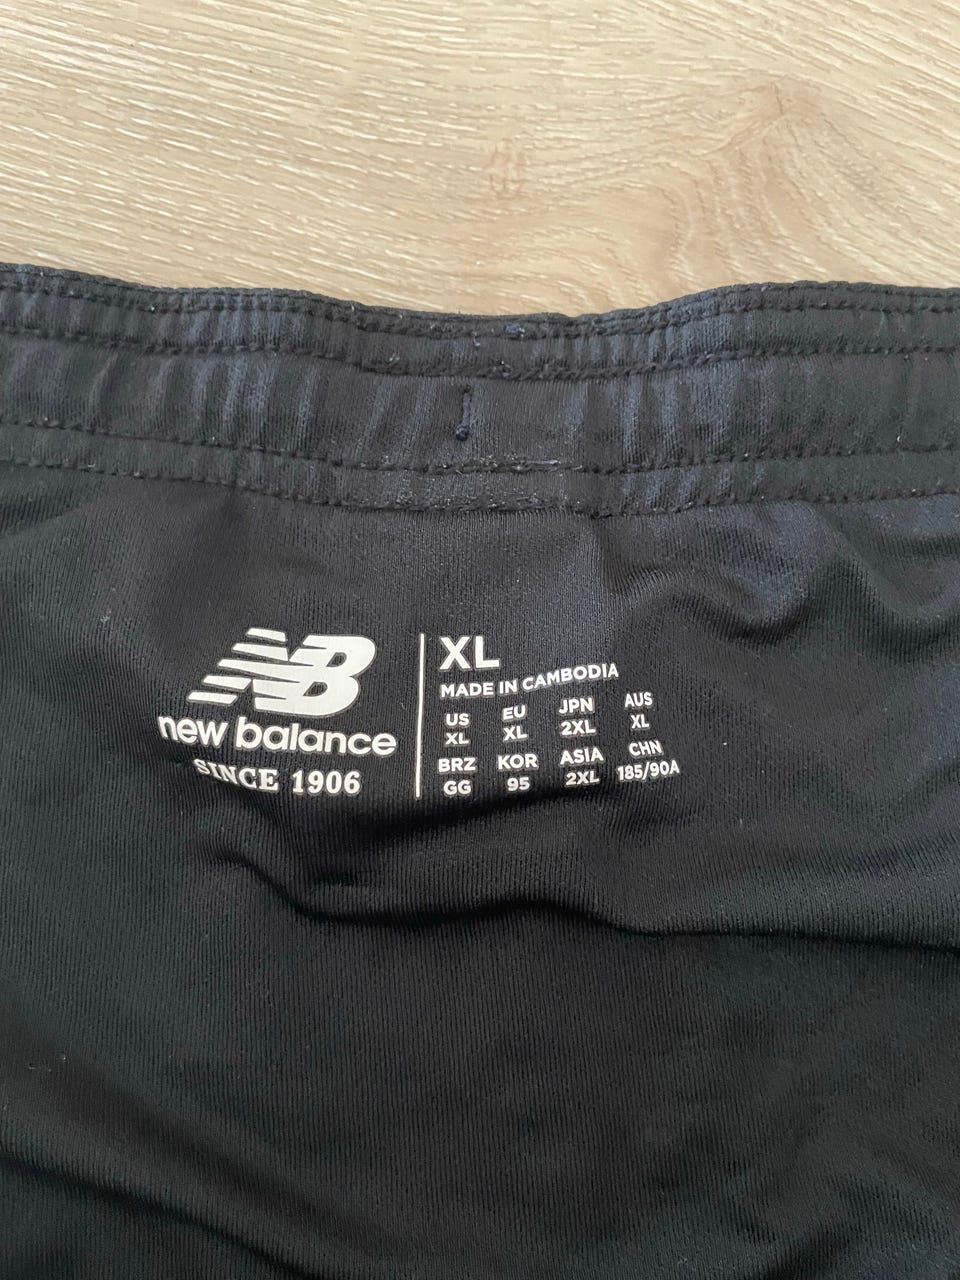 NB
new balance
SINCE 1906
XL
MADE IN CAMBODIA
US EU JPN AUS
XL XL 2XL XL
BRZ KOR ASIA CHN
GG 95 2XL 185/90A